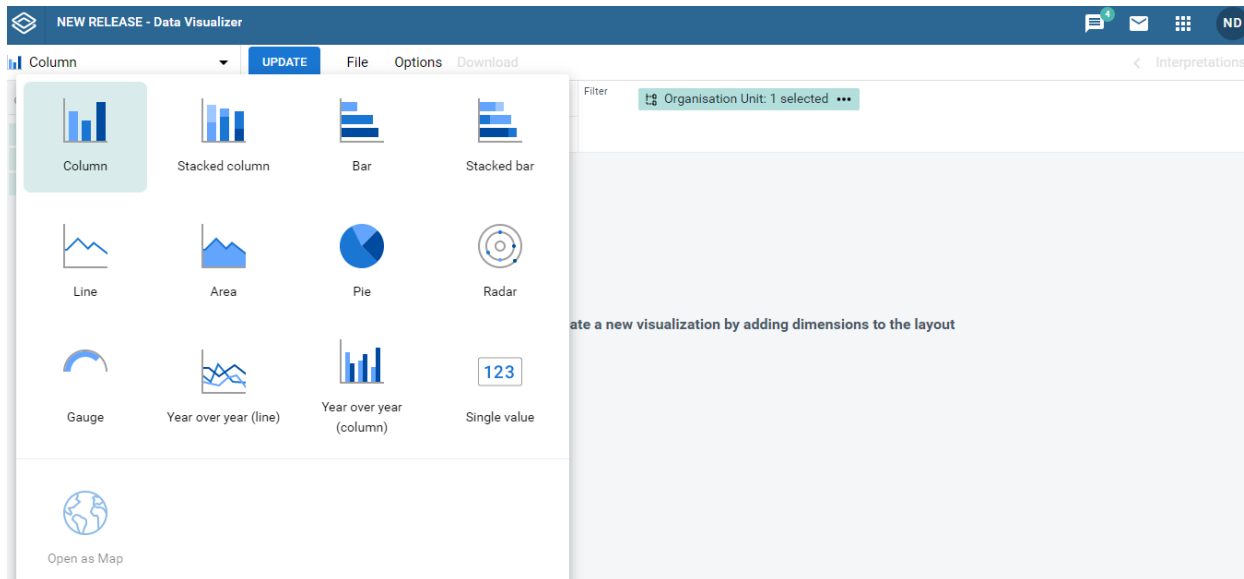 NEW RELEASE - Data Visualizer
4
ND
Column
UPDATE
File
Options
Download
Interpretations
Filter
Organisation Unit: 1 selected
Column
Stacked column
Bar
Stacked bar
Line
Area
Pie
Radar
ate a new visualization by adding dimensions to the layout
123
Gauge
Year over year (line)
Year over year
(column)
Single value
Open as Map